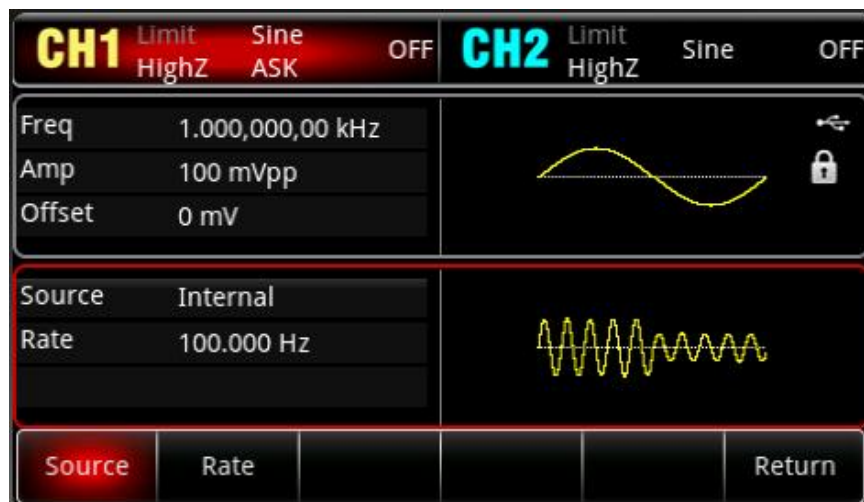 CH1 Limit Sine OFF CH2 Limit Sine OFF
HighZ ASK HighZ
Freq 1.000,000,00 kHz
Amp 100 mVpp
Offset 0 mV
Source Internal
Rate 100.000 Hz
Source Rate Return